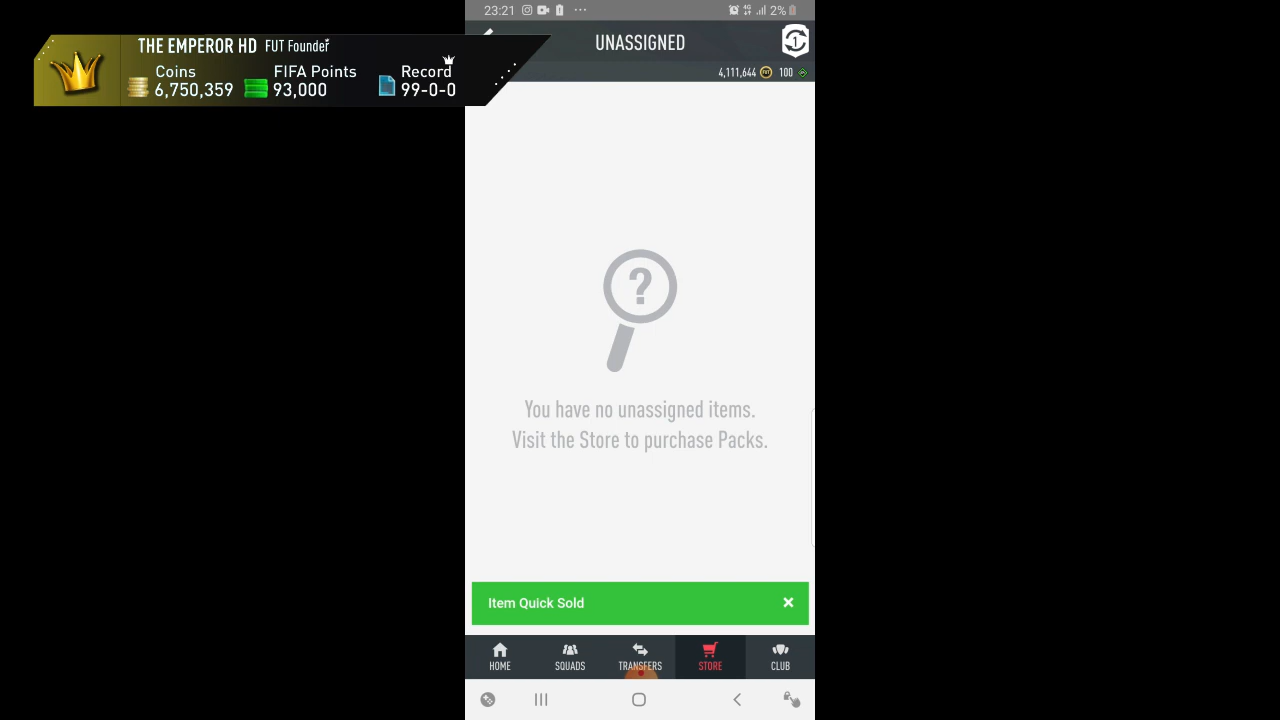 23:21 2%
UNASSIGNED
1
4,111,644 100
THE EMPEROR HD FUT Founder
Coins FIFA Points Record
6,750,359 93,000 99-0-0
?
You have no unassigned items.
Visit the Store to purchase Packs.
Item Quick Sold
HOME SQUADS TRANSFERS STORE CLUB